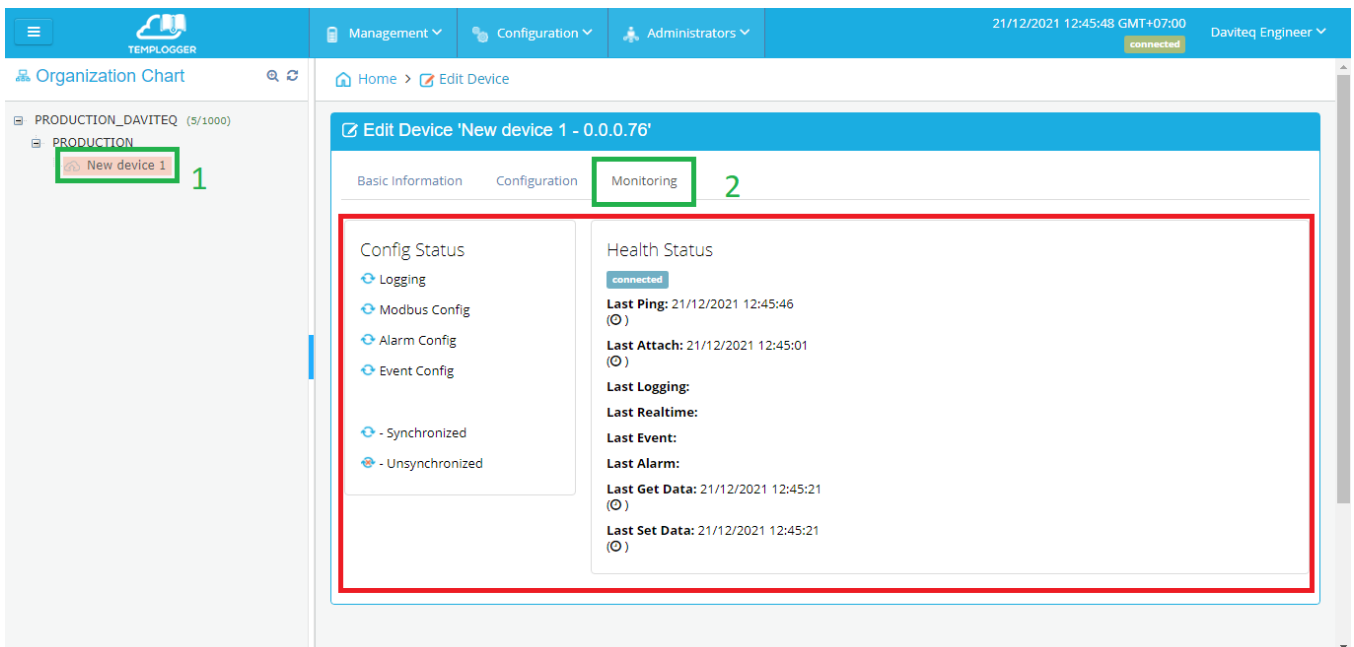 TEMPLOGGER
Management
Configuration
Administrators
21/12/2021 12:45:48 GMT+07:00
connected
Daviteq Engineer
Organization Chart
Home > Edit Device
PRODUCTION_DAVITEQ (5/1000)
PRODUCTION
New device 1
1
Edit Device 'New device 1 - 0.0.0.76'
Basic Information
Configuration
Monitoring
2
Config Status
Logging
Modbus Config
Alarm Config
Event Config
- Synchronized
- Unsynchronized
Health Status
connected
Last Ping: 21/12/2021 12:45:46
( )
Last Attach: 21/12/2021 12:45:01
( )
Last Logging:
Last Realtime:
Last Event:
Last Alarm:
Last Get Data: 21/12/2021 12:45:21
( )
Last Set Data: 21/12/2021 12:45:21
( )